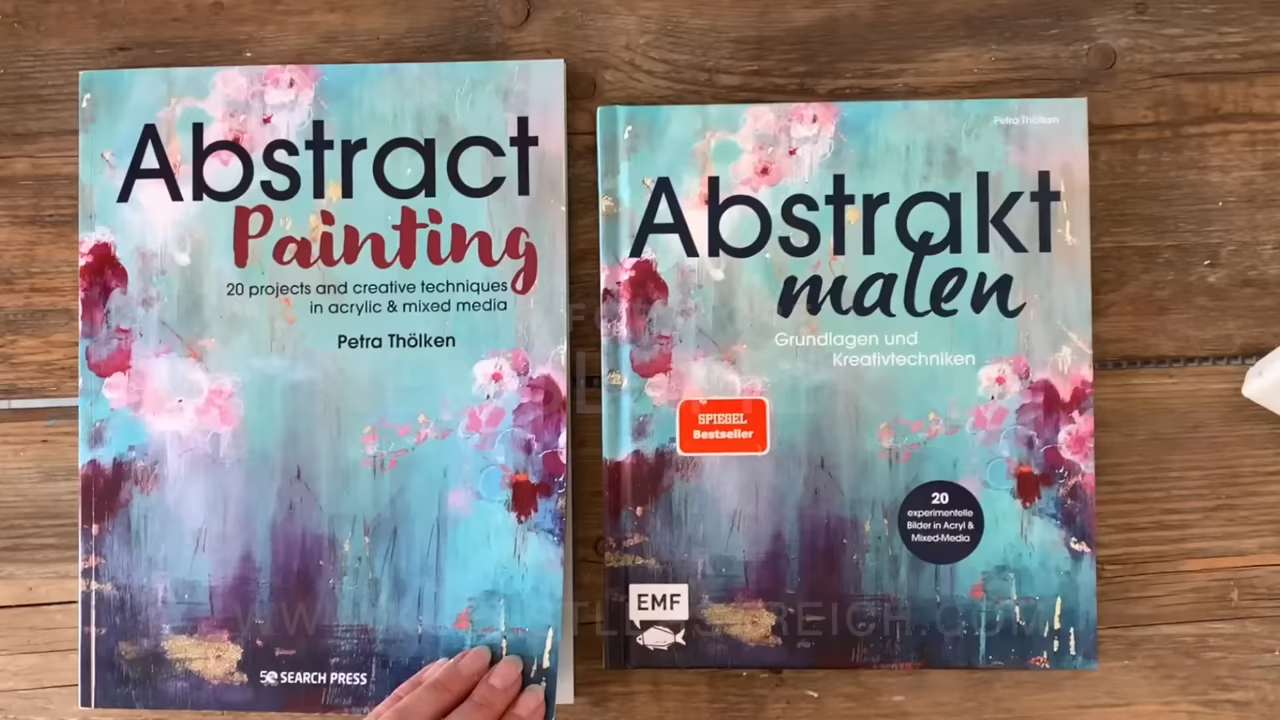 Abstract
Painting
20 projects and creative techniques
in acrylic & mixed media
Petra Thölken
SEARCH PRESS
Petra Thölken
Abstrakt
malen
Grundlagen und
Kreativtechniken
SPIEGEL
Bestseller
20
experimentelle
Bilder in Acryl &
Mixed-Media
EMF